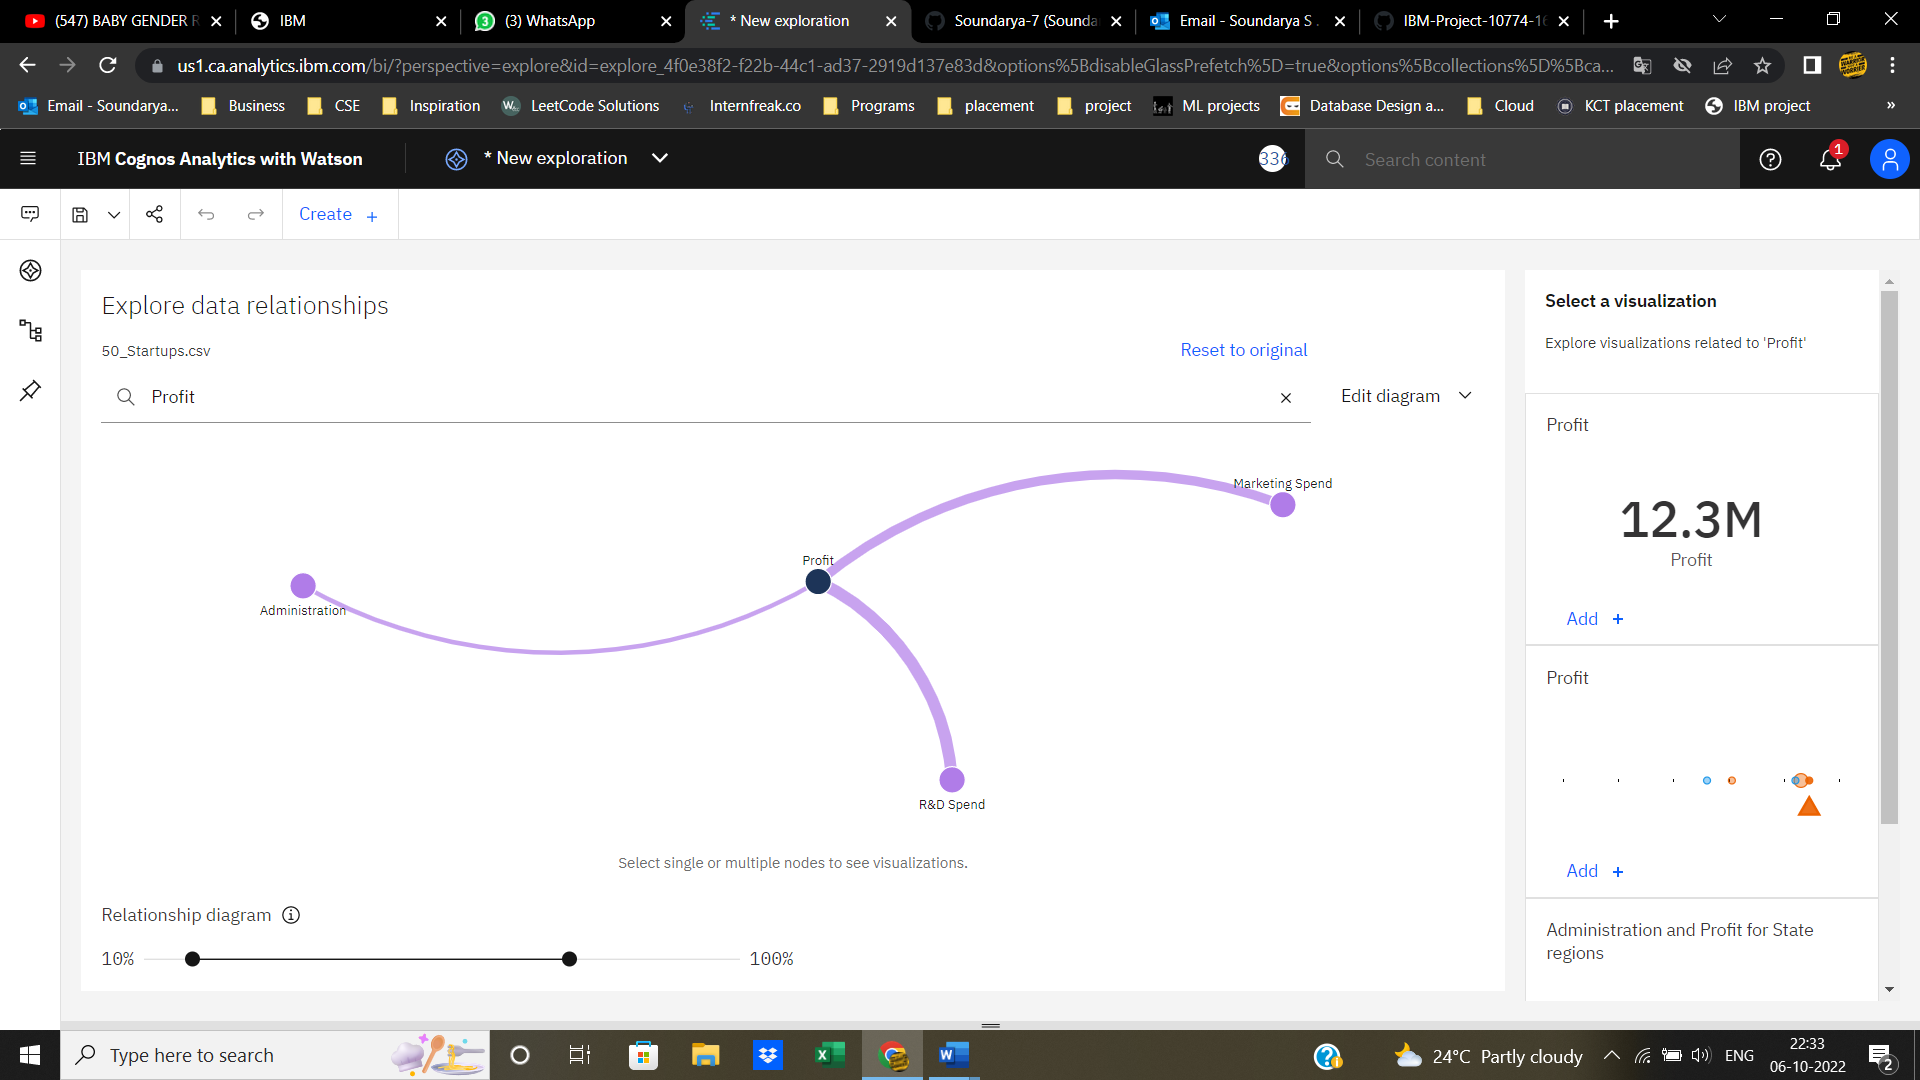 (547) BABY GENDER R
IBM
(3) WhatsApp
* New exploration
Soundarya-7 (Sounda
Email - Soundarya S
IBM-Project-10774-16
us1.ca.analytics.ibm.com/bi/?perspective=explore&id=explore_4f0e38f2-f22b-44c1-ad37-2919d137e83d&options%5BdisableGlassPrefetch%5D=true&options%5Bcollections%5D%5Bca...
Email - Soundarya...
Business
CSE
Inspiration
LeetCode Solutions
Internfreak.co
Programs
placement
project
ML projects
Database Design a...
Cloud
KCT placement
IBM project
»
IBM Cognos Analytics with Watson
* New exploration
336
Search content
1
Create +
Explore data relationships
50_Startups.csv
Reset to original
Profit
Edit diagram
Marketing Spend
Profit
Administration
R&D Spend
Select single or multiple nodes to see visualizations.
Relationship diagram
10%
100%
Select a visualization
Explore visualizations related to 'Profit'
Profit
12.3M
Profit
Add +
Profit
Add +
Administration and Profit for State
regions
Type here to search
24°C Partly cloudy
ENG
22:33
06-10-2022
2